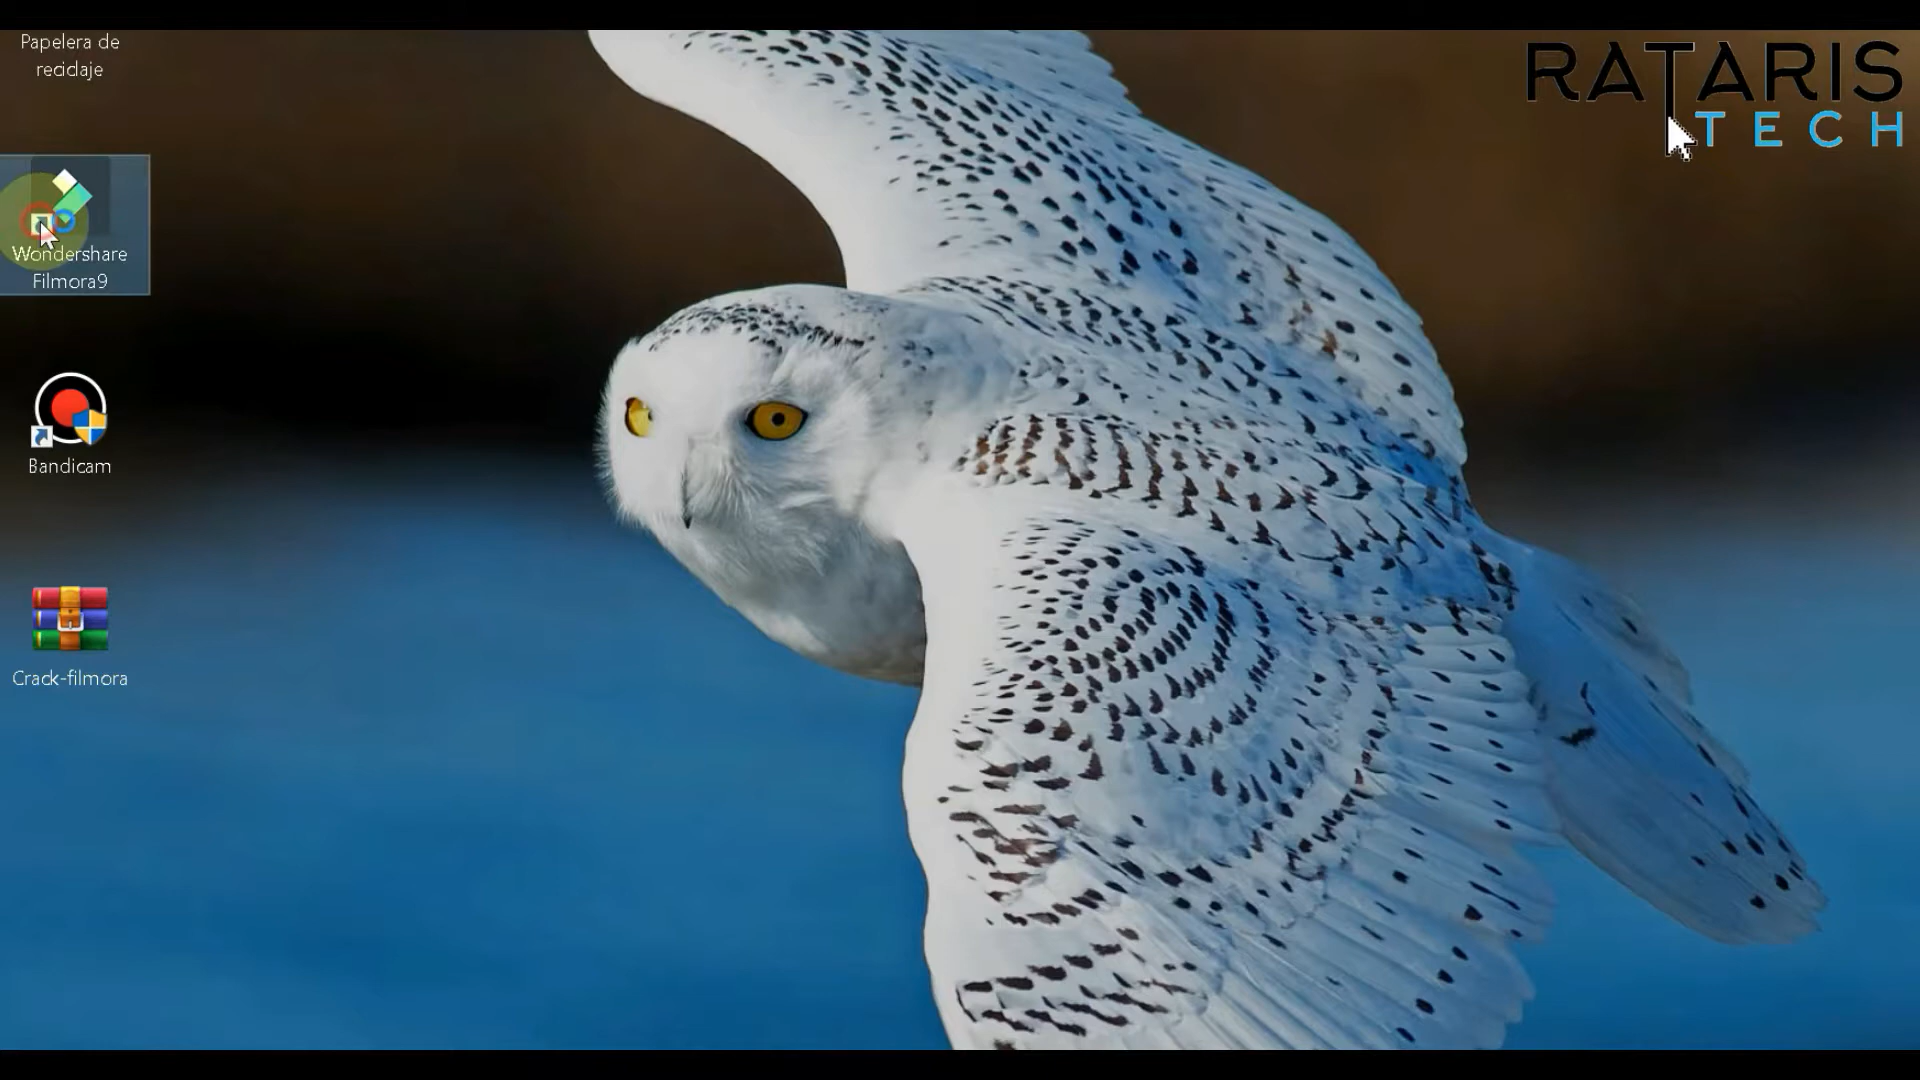 Papelera de
reciclaje
RATARIS
TECH
Wondershare
Filmora9
Bandicam
Crack-filmora